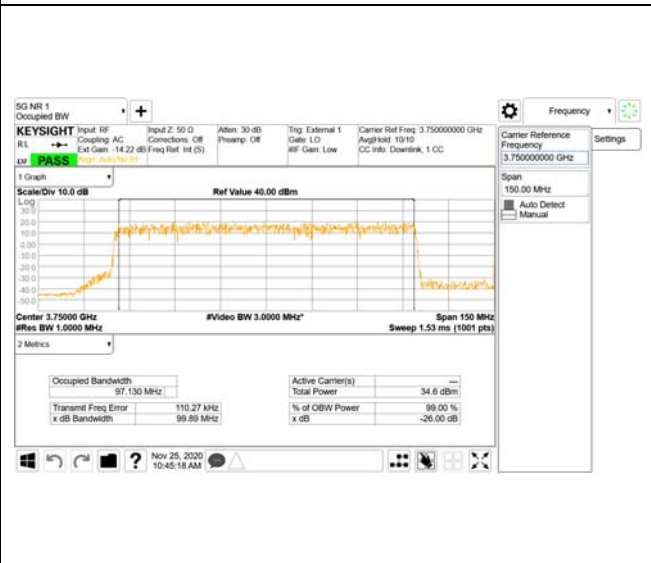 5G NR 1
Occupied BW
Frequency
KEYSIGHT
Input: RF
Input Z: 50 Ω
Atten: 30 dB
Trig: External 1
Carrier Ref Freq: 3.750000000 GHz
RL
Coupling: AC
Corrections: Off
Preamp: Off
Gate: LO
Avg|Hold: 10/10
Ext Gain: -14.22 dB
Freq Ref: Int (S)
#IF Gain: Low
CC Info: Downlink, 1 CC
PASS
Align: Auto/No RF
Carrier Reference
Frequency
3.750000000 GHz
Settings
Span
150.00 MHz
Auto Detect
Manual
1 Graph
Scale/Div 10.0 dB
Ref Value 40.00 dBm
Log
30.0
20.0
10.0
0.00
-10.0
-20.0
-30.0
-40.0
-50.0
Center 3.75000 GHz
#Video BW 3.0000 MHz*
Span 150 MHz
#Res BW 1.0000 MHz
Sweep 1.53 ms (1001 pts)
2 Metrics
Occupied Bandwidth
97.130 MHz
Active Carrier(s)
---
Total Power
34.6 dBm
Transmit Freq Error
110.27 kHz
% of OBW Power
99.00 %
x dB Bandwidth
99.89 MHz
x dB
-26.00 dB
?
Nov 25, 2020
10:45:18 AM